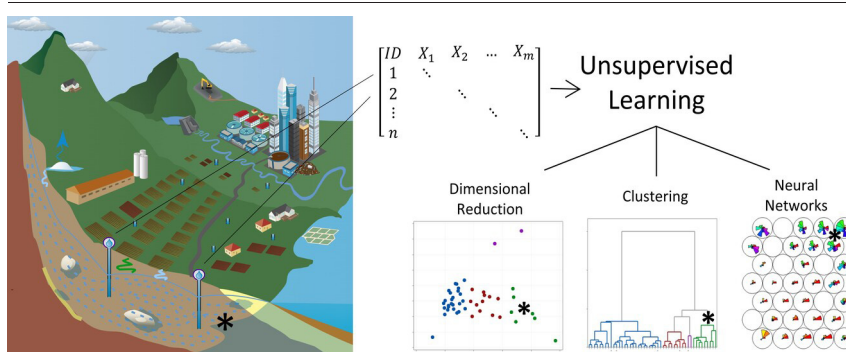 ID X₁ X₂ … Xₘ
1 ⋱
2 ⋱
⋮ ⋱
n ⋱
Unsupervised
Learning
Dimensional
Reduction
Clustering
Neural
Networks
*
*
*
*